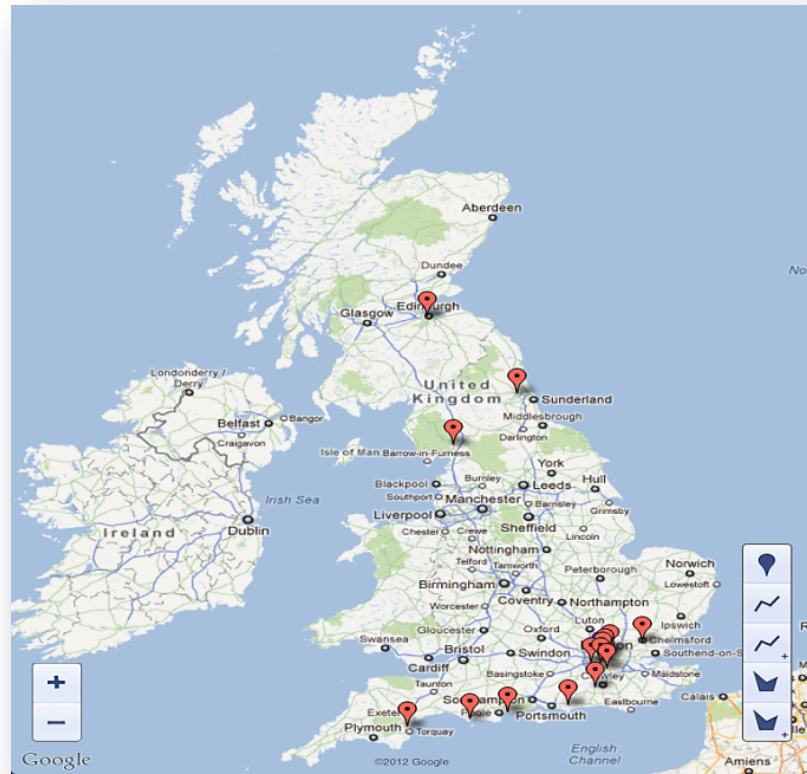 Aberdeen
No
Dundee
Edinburgh
Glasgow
United
Kingdom
Londonderry /
Derry
Sunderland
Belfast
Bangor
Craigavon
Middlesbrough
Darlington
Isle of Man
Barrow-in-Furness
York
Burnley
Leeds
Hull
Blackpool
Southport
Manchester
Barnsley
Grimsby
Irish Sea
Liverpool
Sheffield
Dublin
Ireland
Chester
Crewe
Lincoln
Nottingham
Telford
Tamworth
Peterborough
Norwich
Lowestoft
Birmingham
Coventry
Northampton
Worcester
Ipswich
Luton
R
Gloucester
Oxford
Chelmsford
Swansea
Swindon
Southend-on-S
Cardiff
Bristol
Basingstoke
Crawley
Maidstone
M
Taunton
Calais
Southampton
Eastbourne
Exeter
Poole
Portsmouth
Plymouth
Torquay
English
Channel
Google
©2012 Google
Amiens
+
−
+
+